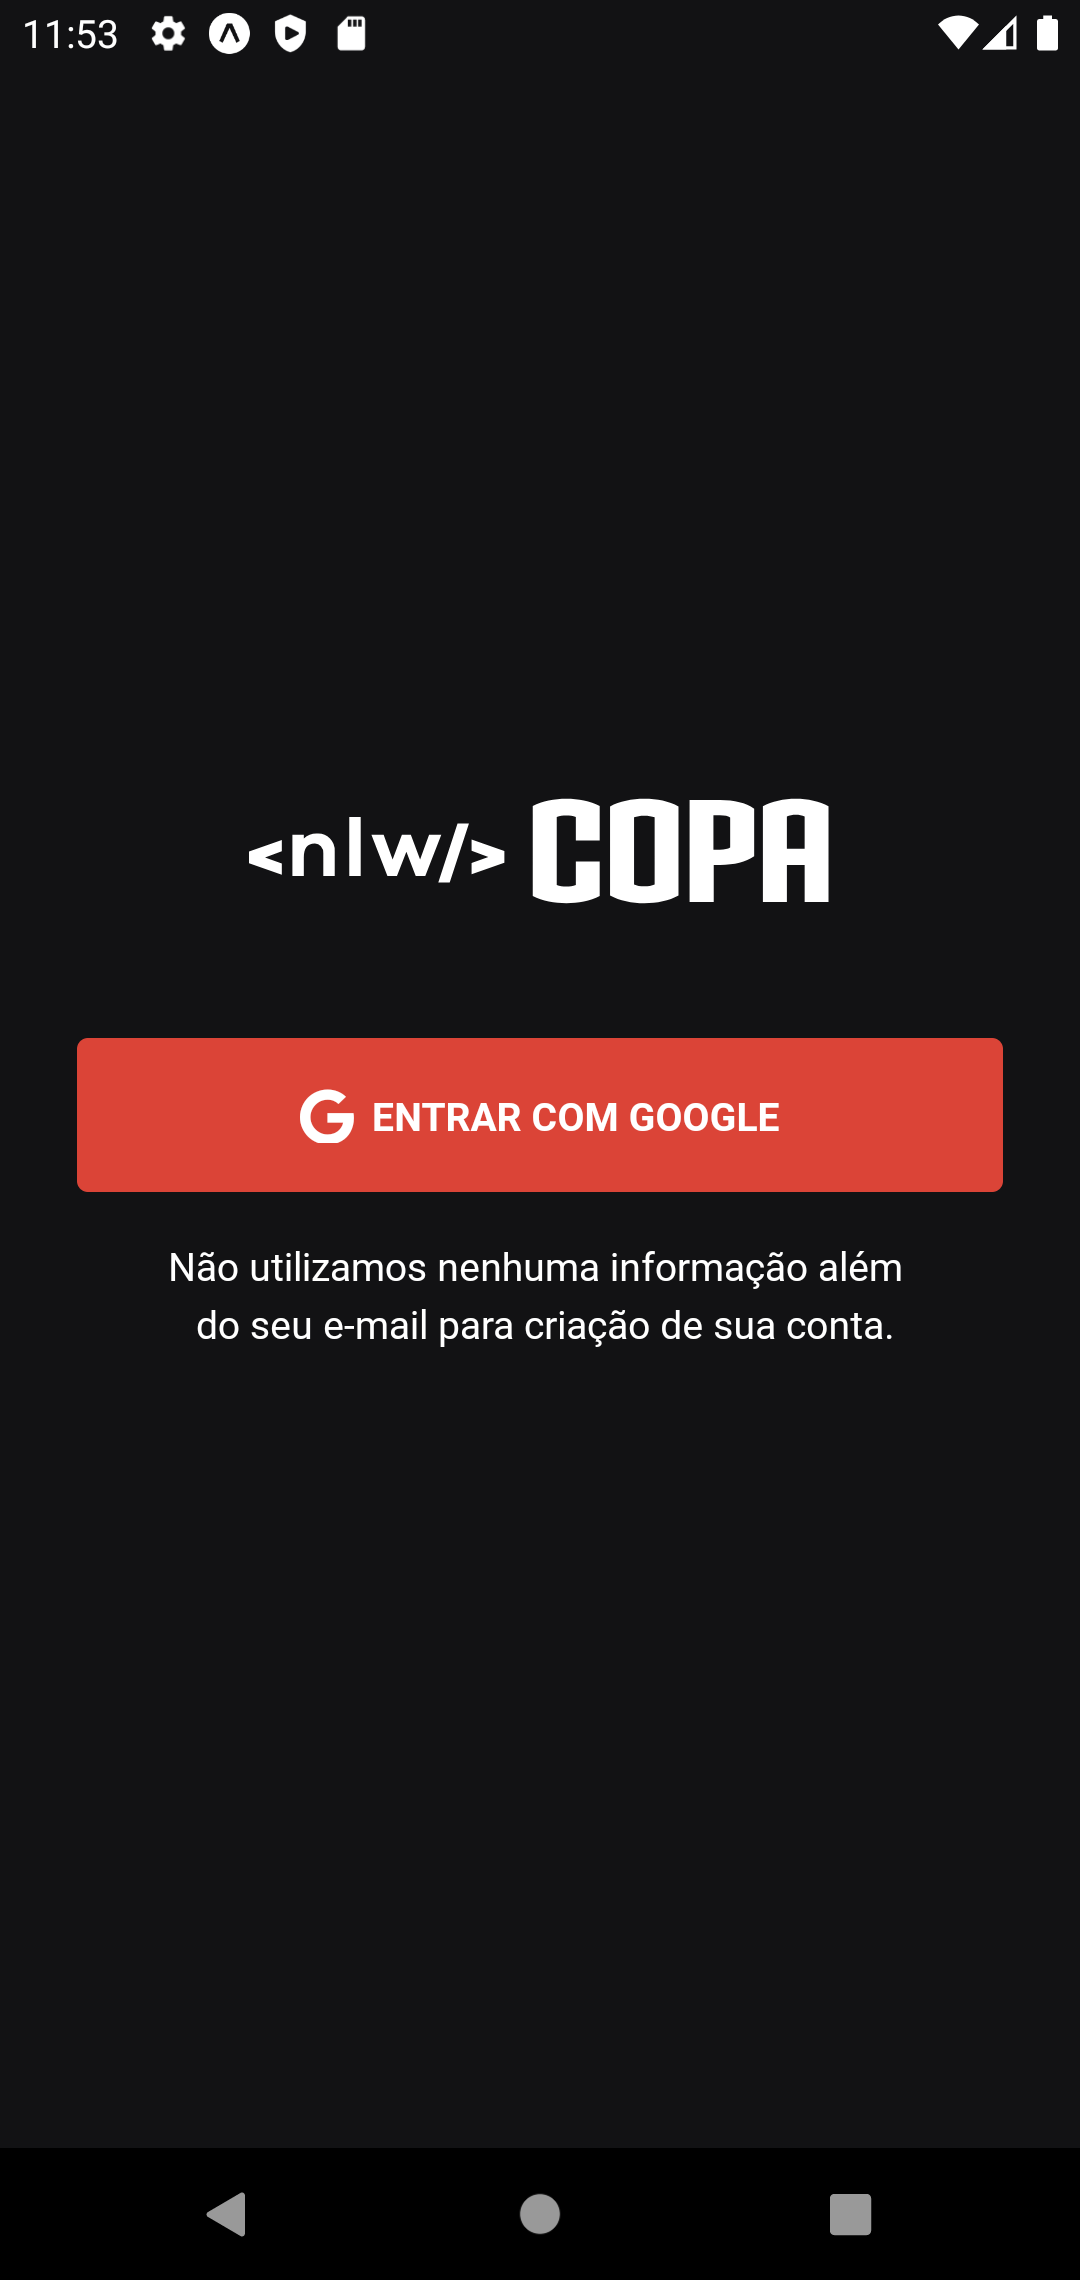 11:53
<nlw/> COPA
ENTRAR COM GOOGLE
Não utilizamos nenhuma informação além
do seu e-mail para criação de sua conta.